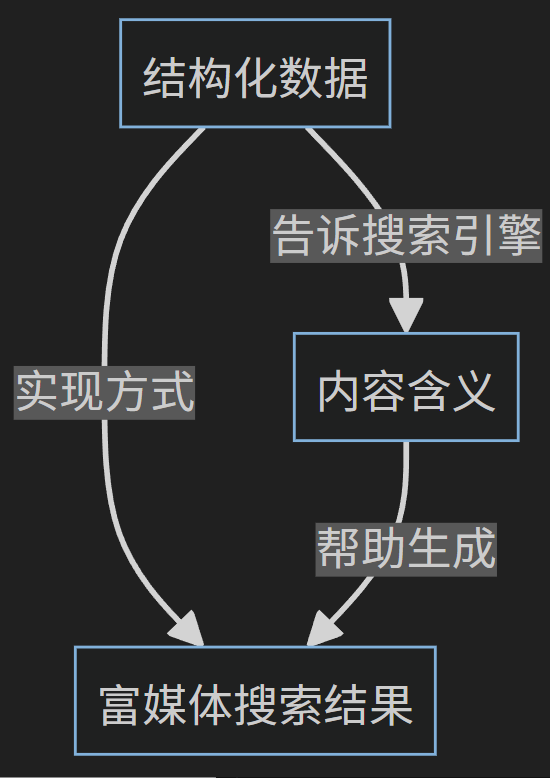 结构化数据
告诉搜索引擎
实现方式
内容含义
帮助生成
富媒体搜索结果